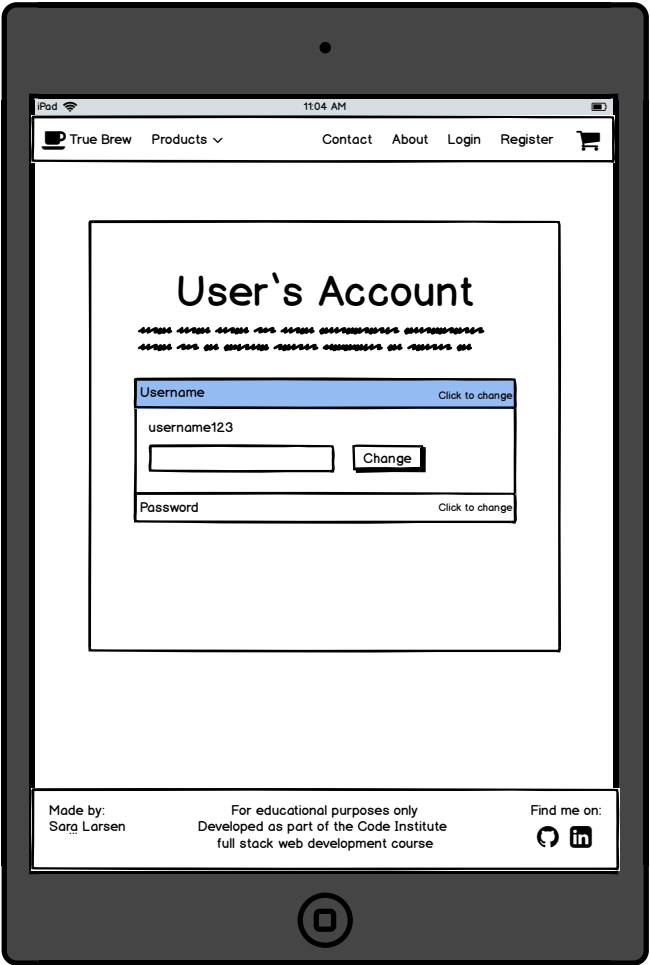 iPad 11:04 AM
True Brew Products Contact About Login Register
User`s Account
Username Click to change
username123
Change
Password Click to change
Made by:
Sara Larsen
For educational purposes only
Developed as part of the Code Institute
full stack web development course
Find me on:
in